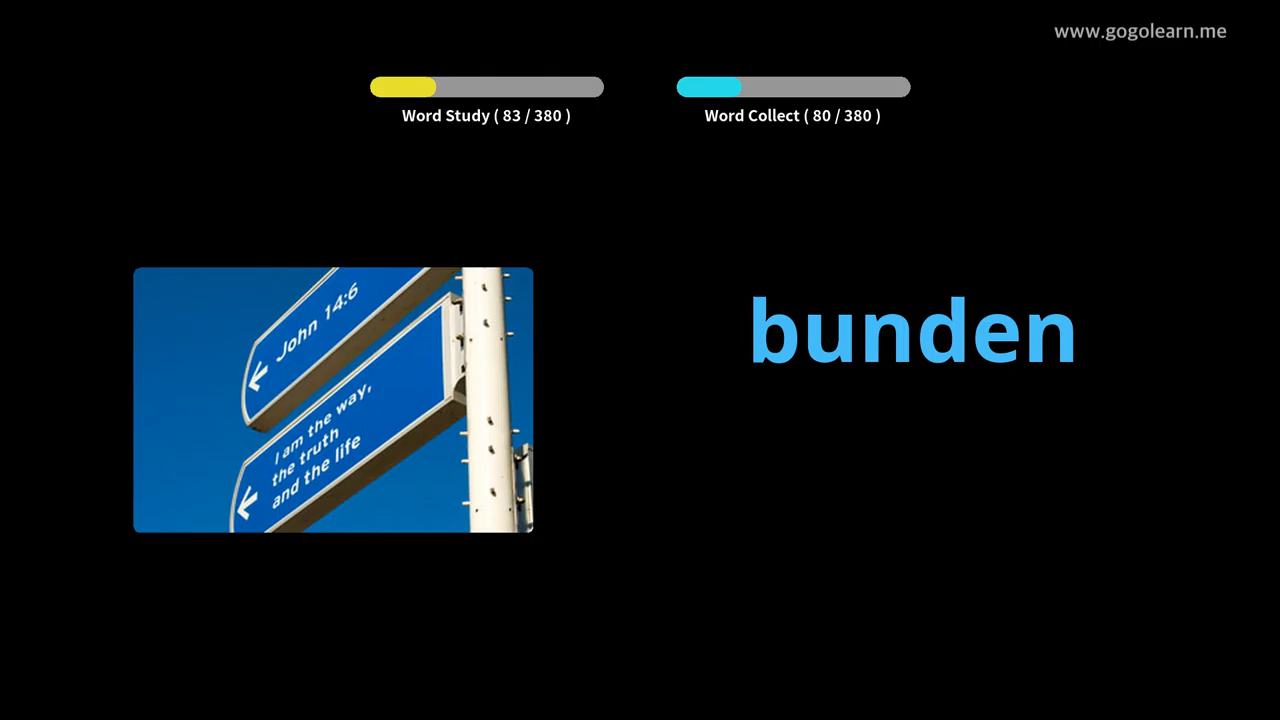 www.gogolearn.me
Word Study ( 83 / 380 )
Word Collect ( 80 / 380 )
John 14:6
I am the way,
the truth
and the life
bunden